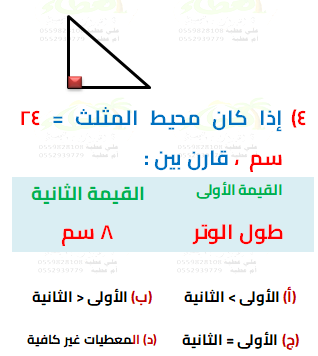 ٤) إذا كان محيط المثلث = ٢٤
سم ، قارن بين :
القيمة الأولى القيمة الثانية
طول الوتر ٨ سم
(أ) الأولى > الثانية (ب) الأولى < الثانية
(ج) الأولى = الثانية (د) المعطيات غير كافية